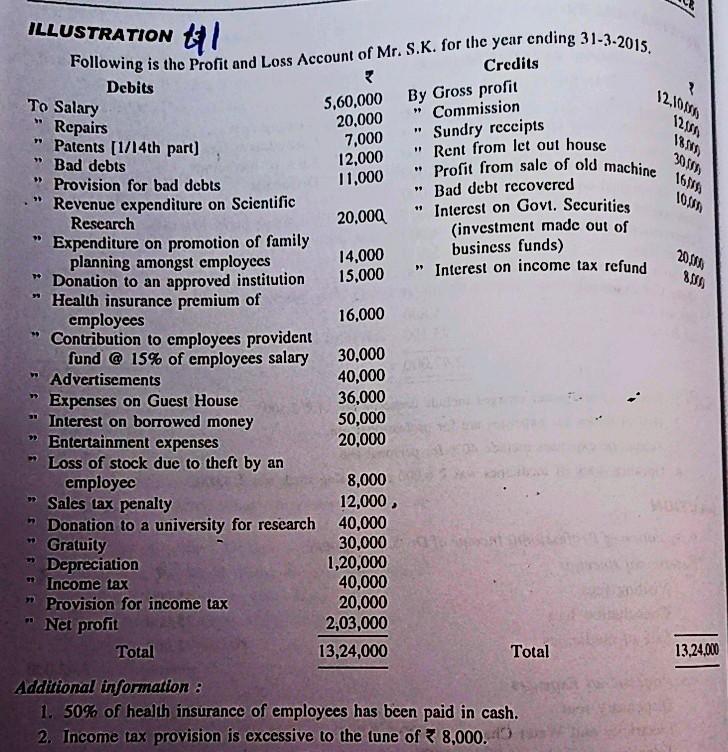 ILLUSTRATION
Following is the Profit and Loss Account of Mr. S.K. for the year ending 31-3-2015.
Debits ₹
To Salary 5,60,000
" Repairs 20,000
" Patents [1/14th part] 7,000
" Bad debts 12,000
" Provision for bad debts 11,000
" Revenue expenditure on Scientific
Research 20,000
" Expenditure on promotion of family
planning amongst employees 14,000
" Donation to an approved institution 15,000
" Health insurance premium of
employees 16,000
" Contribution to employees provident
fund @ 15% of employees salary 30,000
" Advertisements 40,000
" Expenses on Guest House 36,000
" Interest on borrowed money 50,000
" Entertainment expenses 20,000
" Loss of stock due to theft by an
employee 8,000
" Sales tax penalty 12,000
" Donation to a university for research 40,000
" Gratuity 30,000
" Depreciation 1,20,000
" Income tax 40,000
" Provision for income tax 20,000
" Net profit 2,03,000
Total 13,24,000
Credits ₹
By Gross profit 12,10,000
" Commission 12,000
" Sundry receipts 18,000
" Rent from let out house 30,000
" Profit from sale of old machine 16,000
" Bad debt recovered 10,000
" Interest on Govt. Securities
(investment made out of
business funds) 20,000
" Interest on income tax refund 8,000
Total 13,24,000
Additional information :
1. 50% of health insurance of employees has been paid in cash.
2. Income tax provision is excessive to the tune of ₹ 8,000.